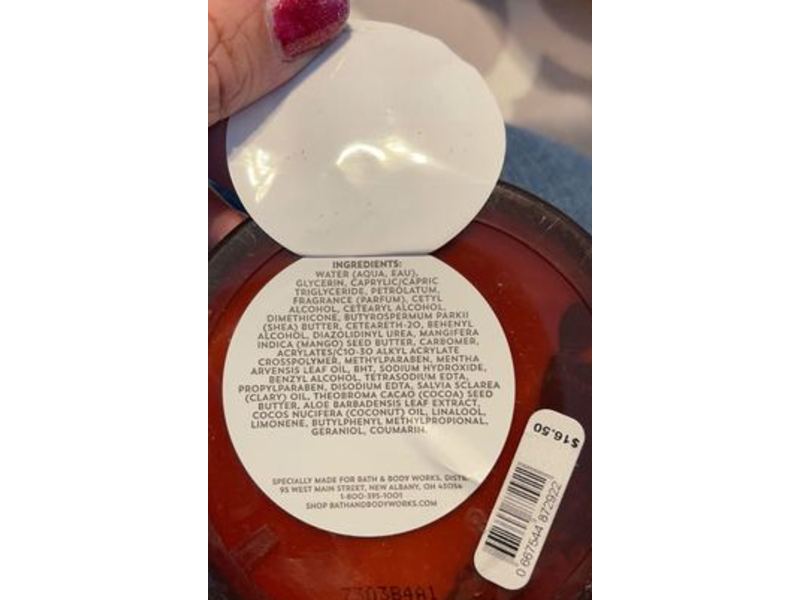 INGREDIENTS:
WATER (AQUA, EAU),
GLYCERIN, CAPRYLIC/CAPRIC
TRIGLYCERIDE, PETROLATUM,
FRAGRANCE (PARFUM), CETYL
ALCOHOL, CETEARYL ALCOHOL,
DIMETHICONE, BUTYROSPERMUM PARKII
(SHEA) BUTTER, CETEARETH-20, BEHENYL
ALCOHOL, DIAZOLIDINYL UREA, MANGIFERA
INDICA (MANGO) SEED BUTTER, CARBOMER,
ACRYLATES/C10-30 ALKYL ACRYLATE
CROSSPOLYMER, METHYLPARABEN, MENTHA
ARVENSIS LEAF OIL, BHT, SODIUM HYDROXIDE,
BENZYL ALCOHOL, TETRASODIUM EDTA,
PROPYLPARABEN, DISODIUM EDTA, SALVIA SCLAREA
(CLARY) OIL, THEOBROMA CACAO (COCOA) SEED
BUTTER, ALOE BARBADENSIS LEAF EXTRACT,
COCOS NUCIFERA (COCONUT) OIL, LINALOOL,
LIMONENE, BUTYLPHENYL METHYLPROPIONAL,
GERANIOL, COUMARIN.
SPECIALLY MADE FOR BATH & BODY WORKS, DISTR.
95 WEST MAIN STREET, NEW ALBANY, OH 43054
1-800-395-1001
SHOP BATHANDBODYWORKS.COM
$16.50
0 667544 872922
7303B4A1